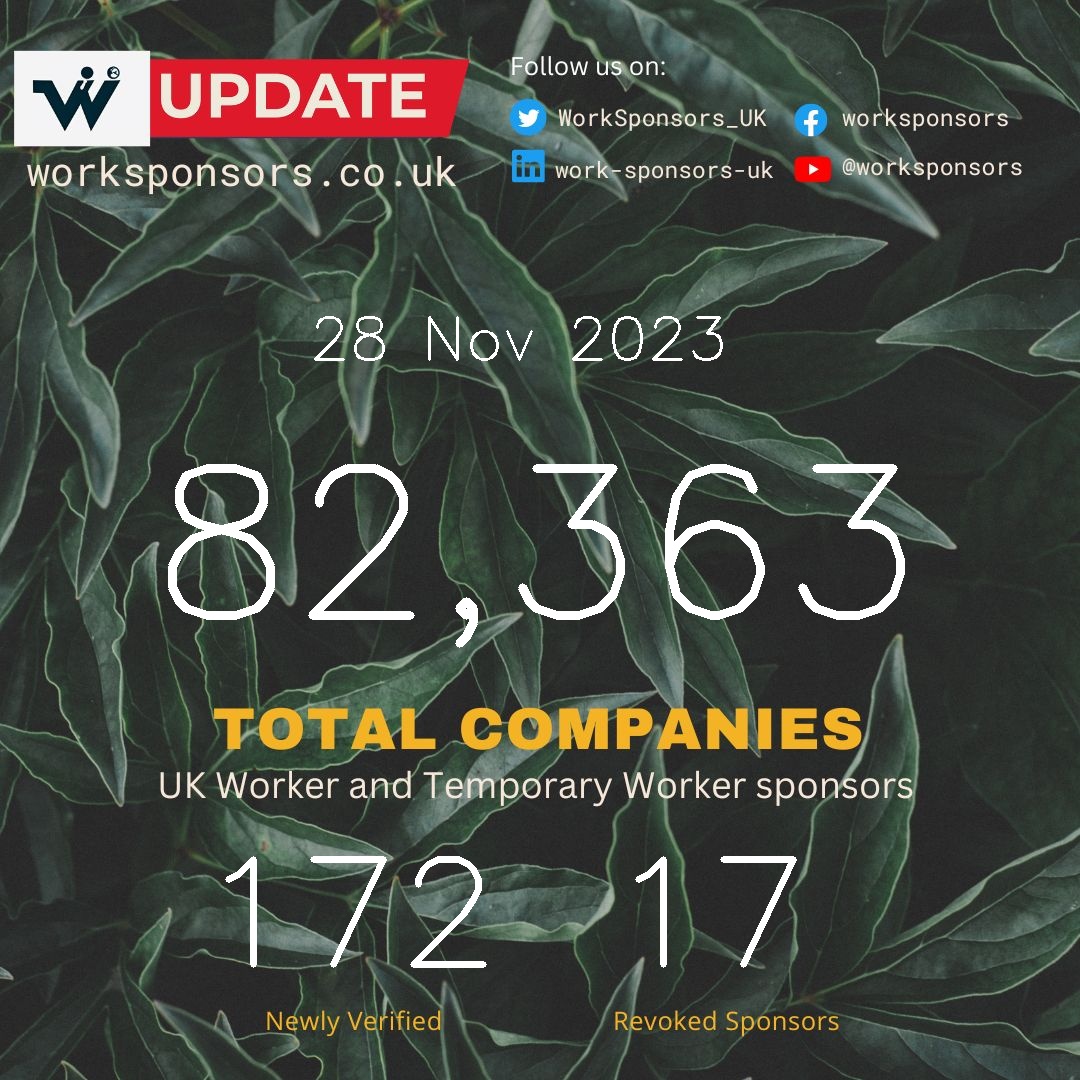 UPDATE
worksponsors.co.uk
Follow us on:
WorkSponsors_UK
worksponsors
work-sponsors-uk
@worksponsors
28 Nov 2023
82,363
TOTAL COMPANIES
UK Worker and Temporary Worker sponsors
172 17
Newly Verified Revoked Sponsors